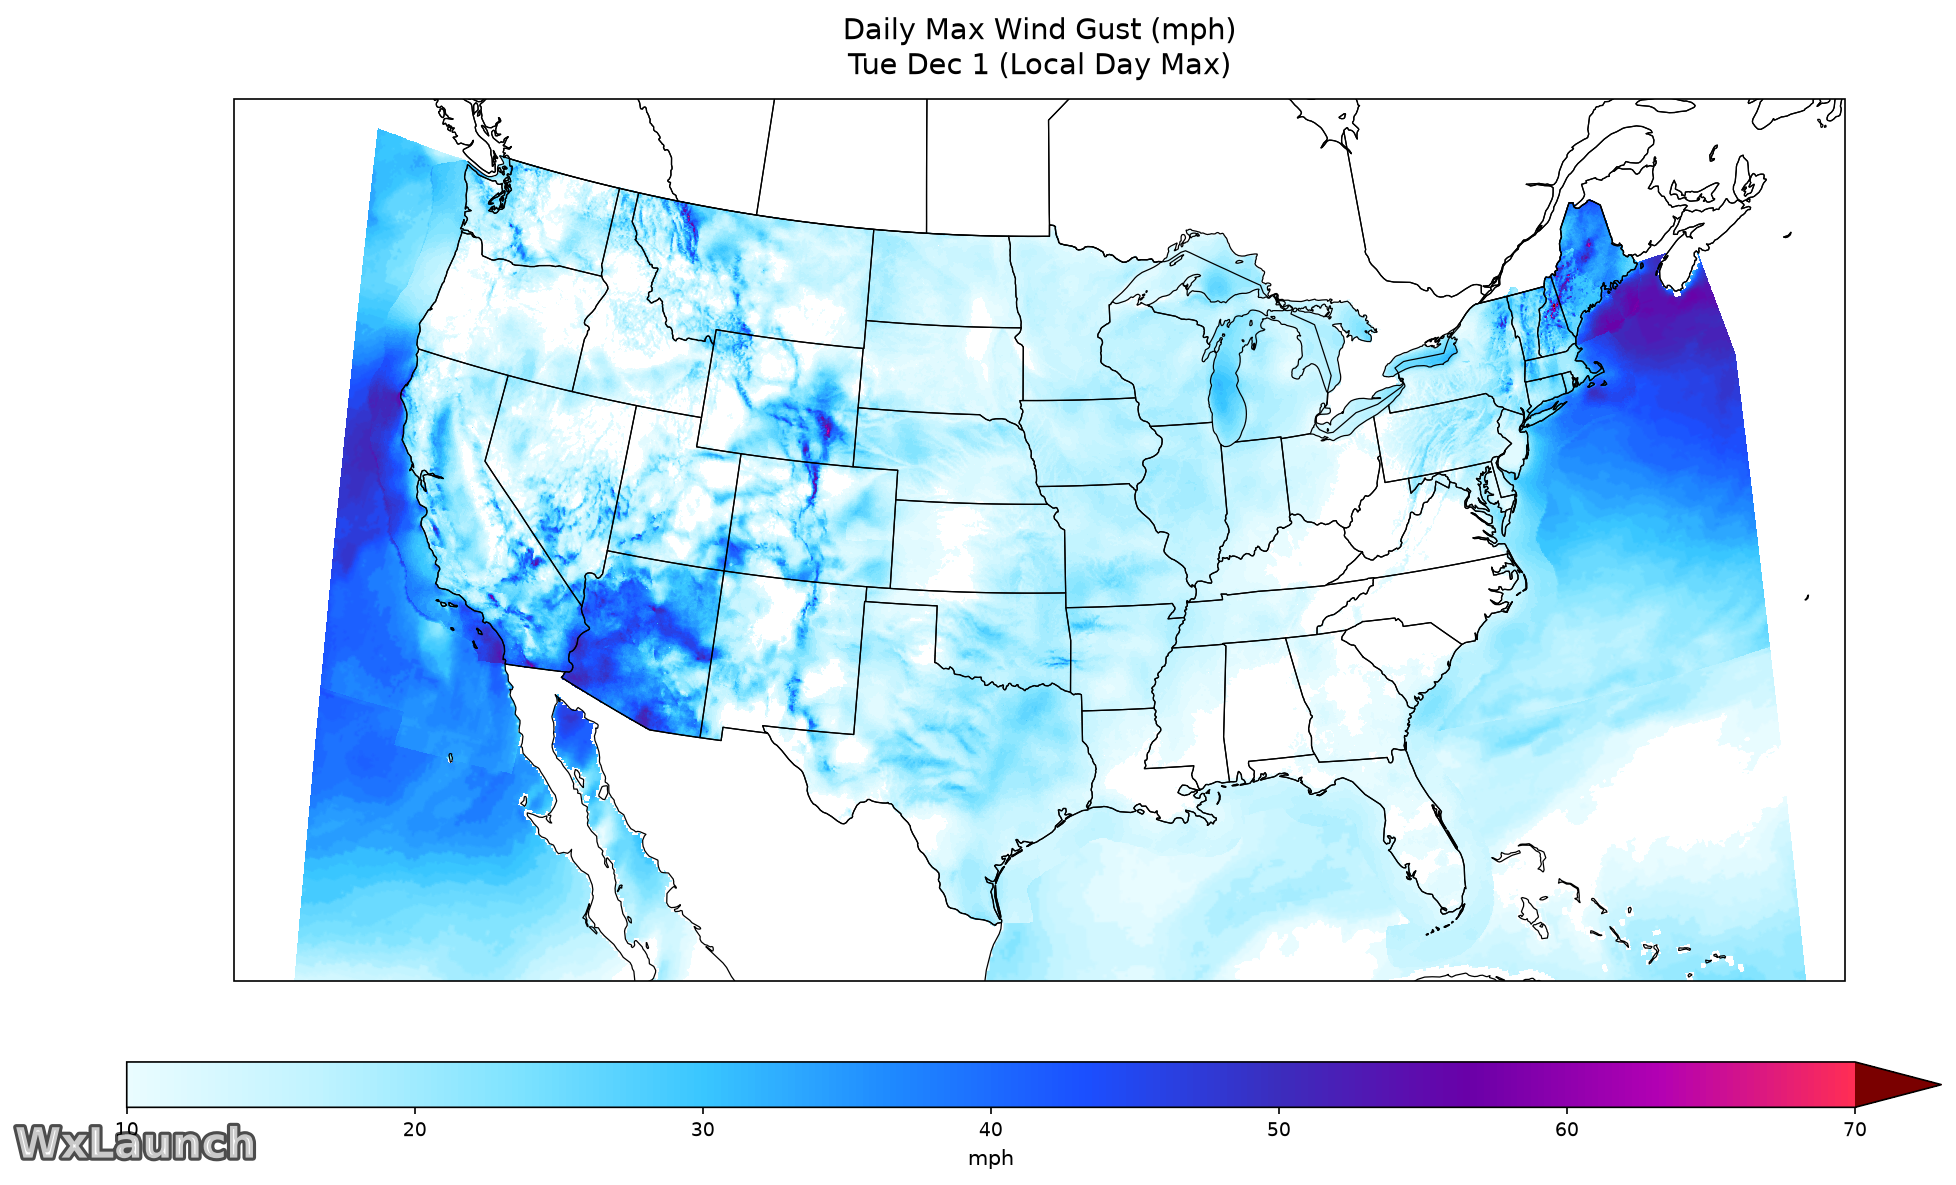 Daily Max Wind Gust (mph)
Tue Dec 1 (Local Day Max)
10 20 30 40 50 60 70
mph
WxLaunch